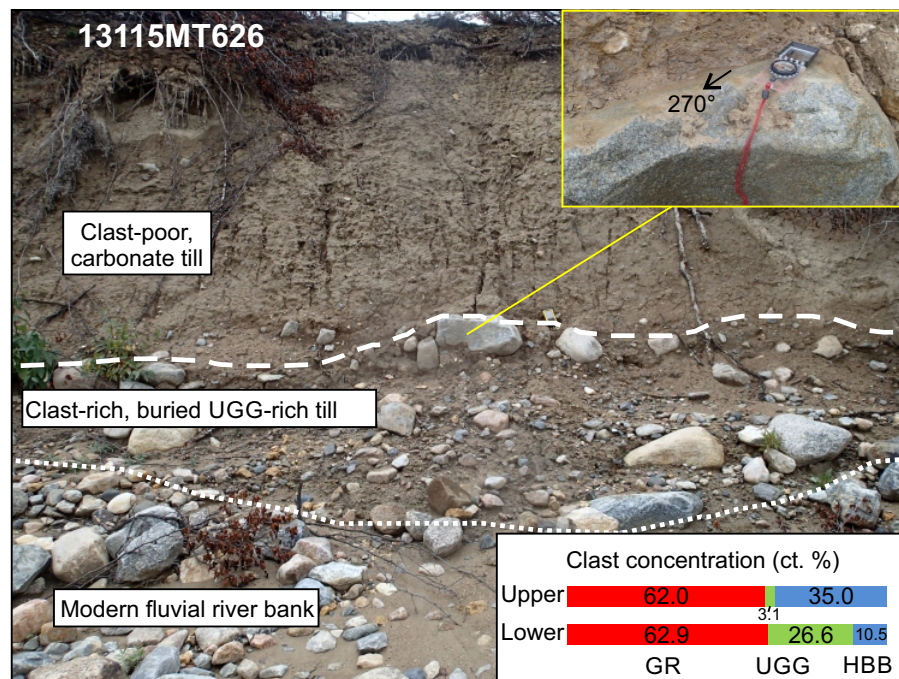 13115MT626
270°
Clast-poor,
carbonate till
Clast-rich, buried UGG-rich till
Modern fluvial river bank
Clast concentration (ct. %)
Upper 62.0 3.1 35.0
Lower 62.9 26.6 10.5
GR UGG HBB